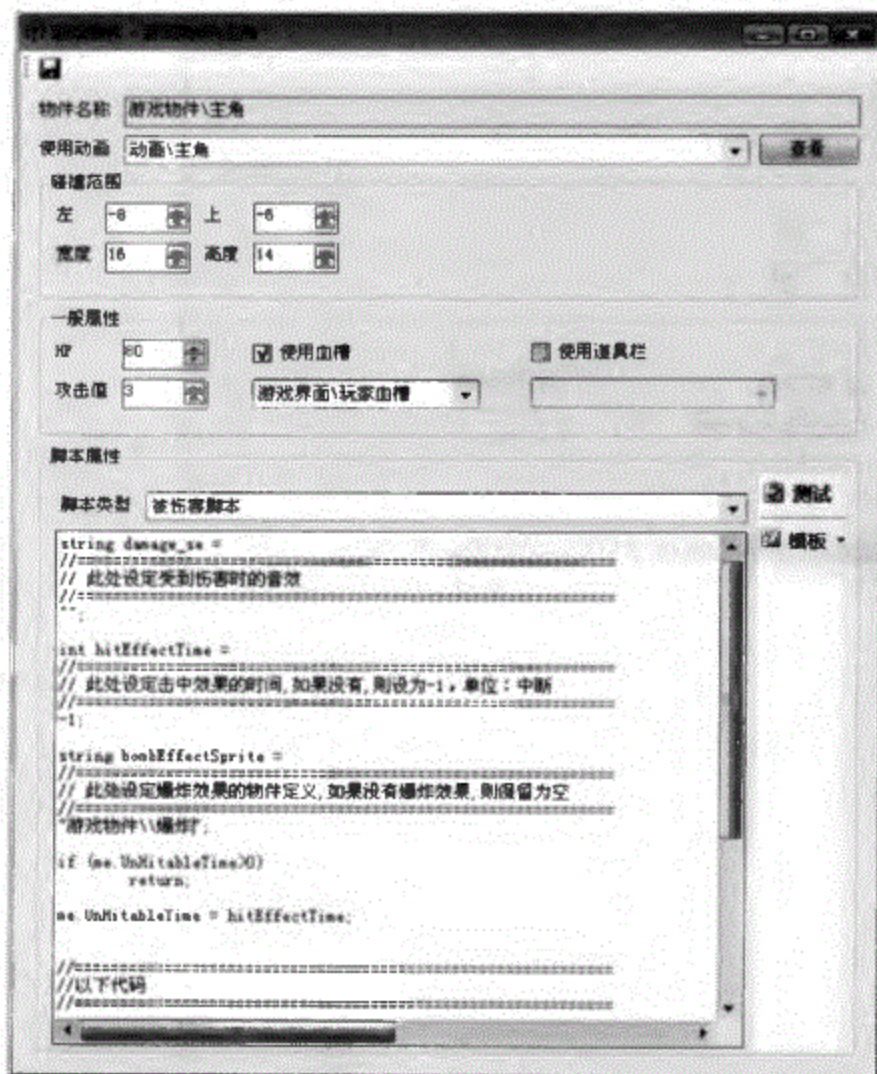 物件名称 游戏物件\主角
使用动画 动画\主角 查看
碰撞范围
左 -8 上 -6
宽度 16 高度 14
一般属性
HP 80 使用血槽 使用道具栏
攻击值 3 游戏界面\玩家血槽
脚本属性
脚本类型 被伤害脚本 测试
模板
string damage_se =
//==================================================
// 此处设定受到伤害时的音效
//==================================================
"";
int hitEffectTime =
//==================================================
// 此处设定击中效果的时间,如果没有,则设为-1，单位：中断
//==================================================
-1;
string bombEffectSprite =
//==================================================
// 此处设定爆炸效果的物件定义,如果没有爆炸效果,则保留为空
//==================================================
"游戏物件\\爆炸";
if (me.UnHitableTime>0)
return;
me.UnHitableTime = hitEffectTime;
//==================================================
//以下代码
//==================================================